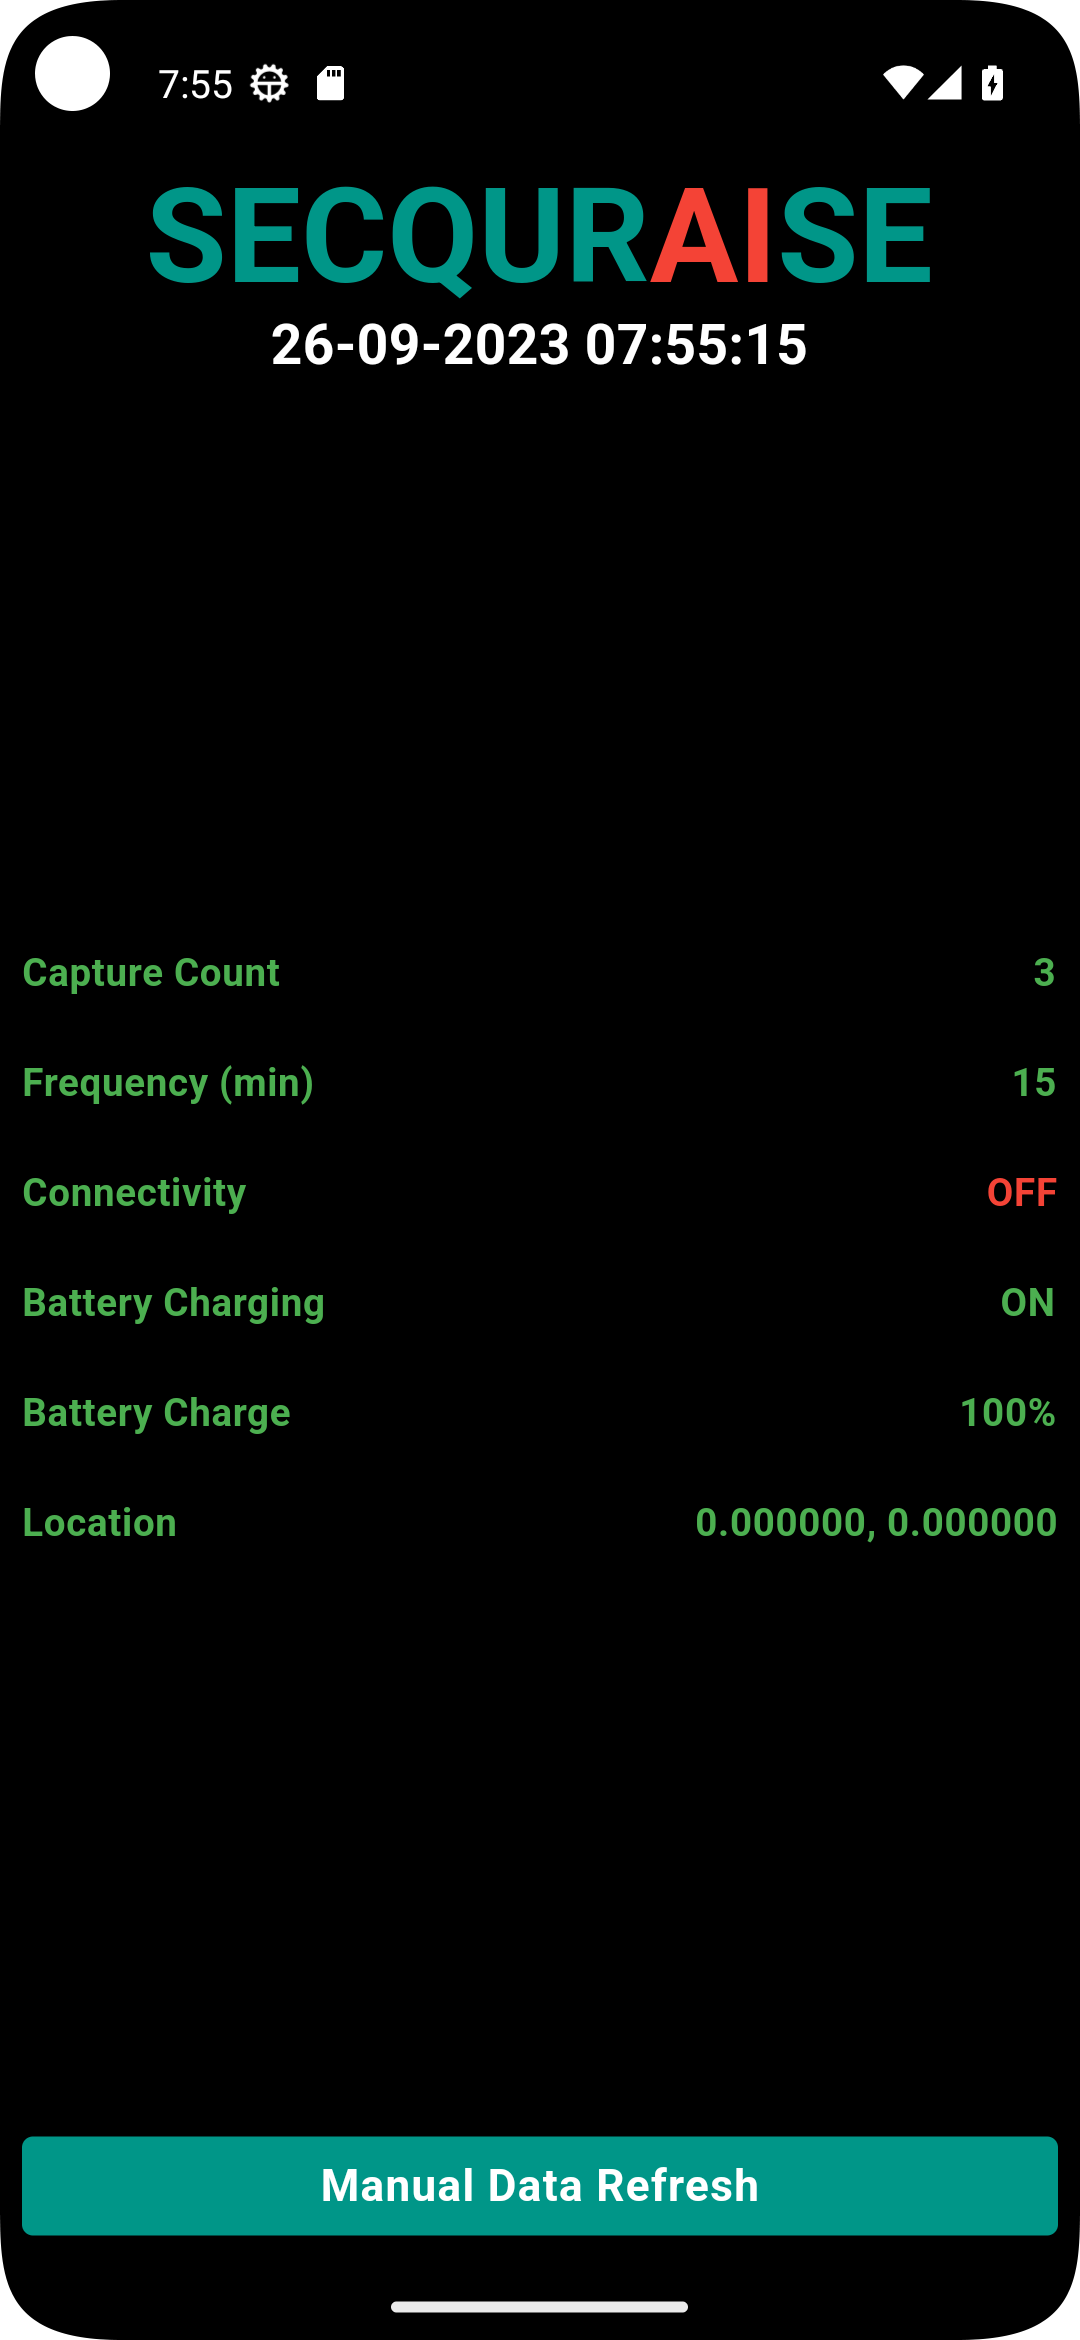 7:55
SECQURAISE
26-09-2023 07:55:15
Capture Count 3
Frequency (min) 15
Connectivity OFF
Battery Charging ON
Battery Charge 100%
Location 0.000000, 0.000000
Manual Data Refresh